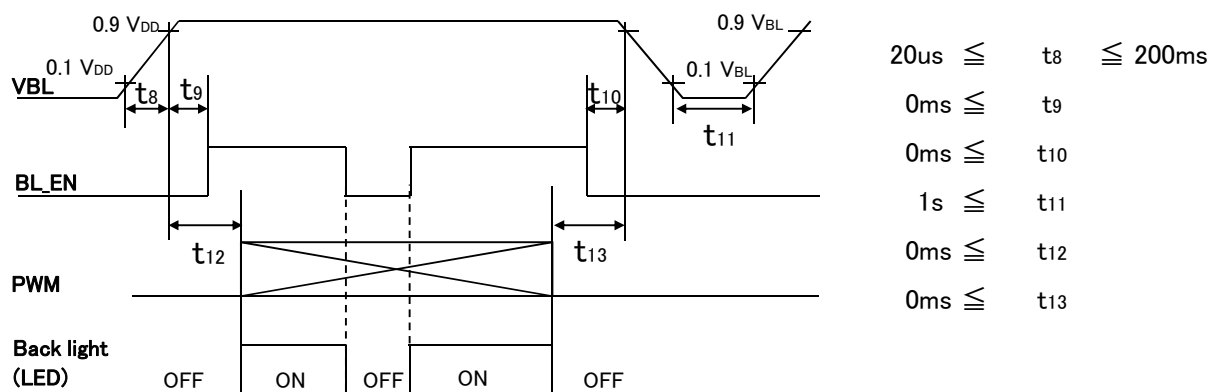 0.9 VDD
0.9 VBL
0.1 VDD
0.1 VBL
VBL
t8
t9
t10
t11
BL_EN
t12
t13
PWM
Back light
(LED)
OFF
ON
OFF
ON
OFF
20us ≦ t8 ≦ 200ms
0ms ≦ t9
0ms ≦ t10
1s ≦ t11
0ms ≦ t12
0ms ≦ t13